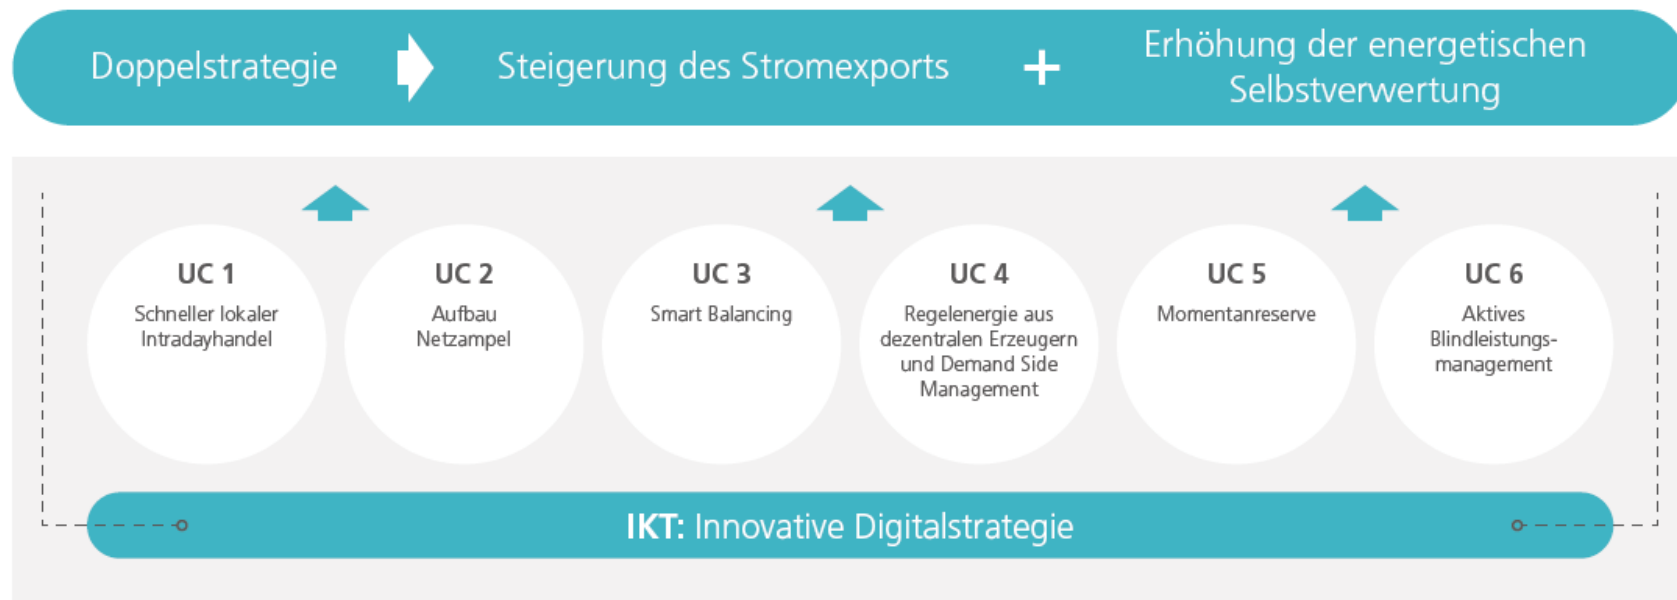 Doppelstrategie
Steigerung des Stromexports
+
Erhöhung der energetischen
Selbstverwertung
UC 1
Schneller lokaler
Intradayhandel
UC 2
Aufbau
Netzampel
UC 3
Smart Balancing
UC 4
Regelenergie aus
dezentralen Erzeugern
und Demand Side
Management
UC 5
Momentanreserve
UC 6
Aktives
Blindleistungs-
management
IKT: Innovative Digitalstrategie